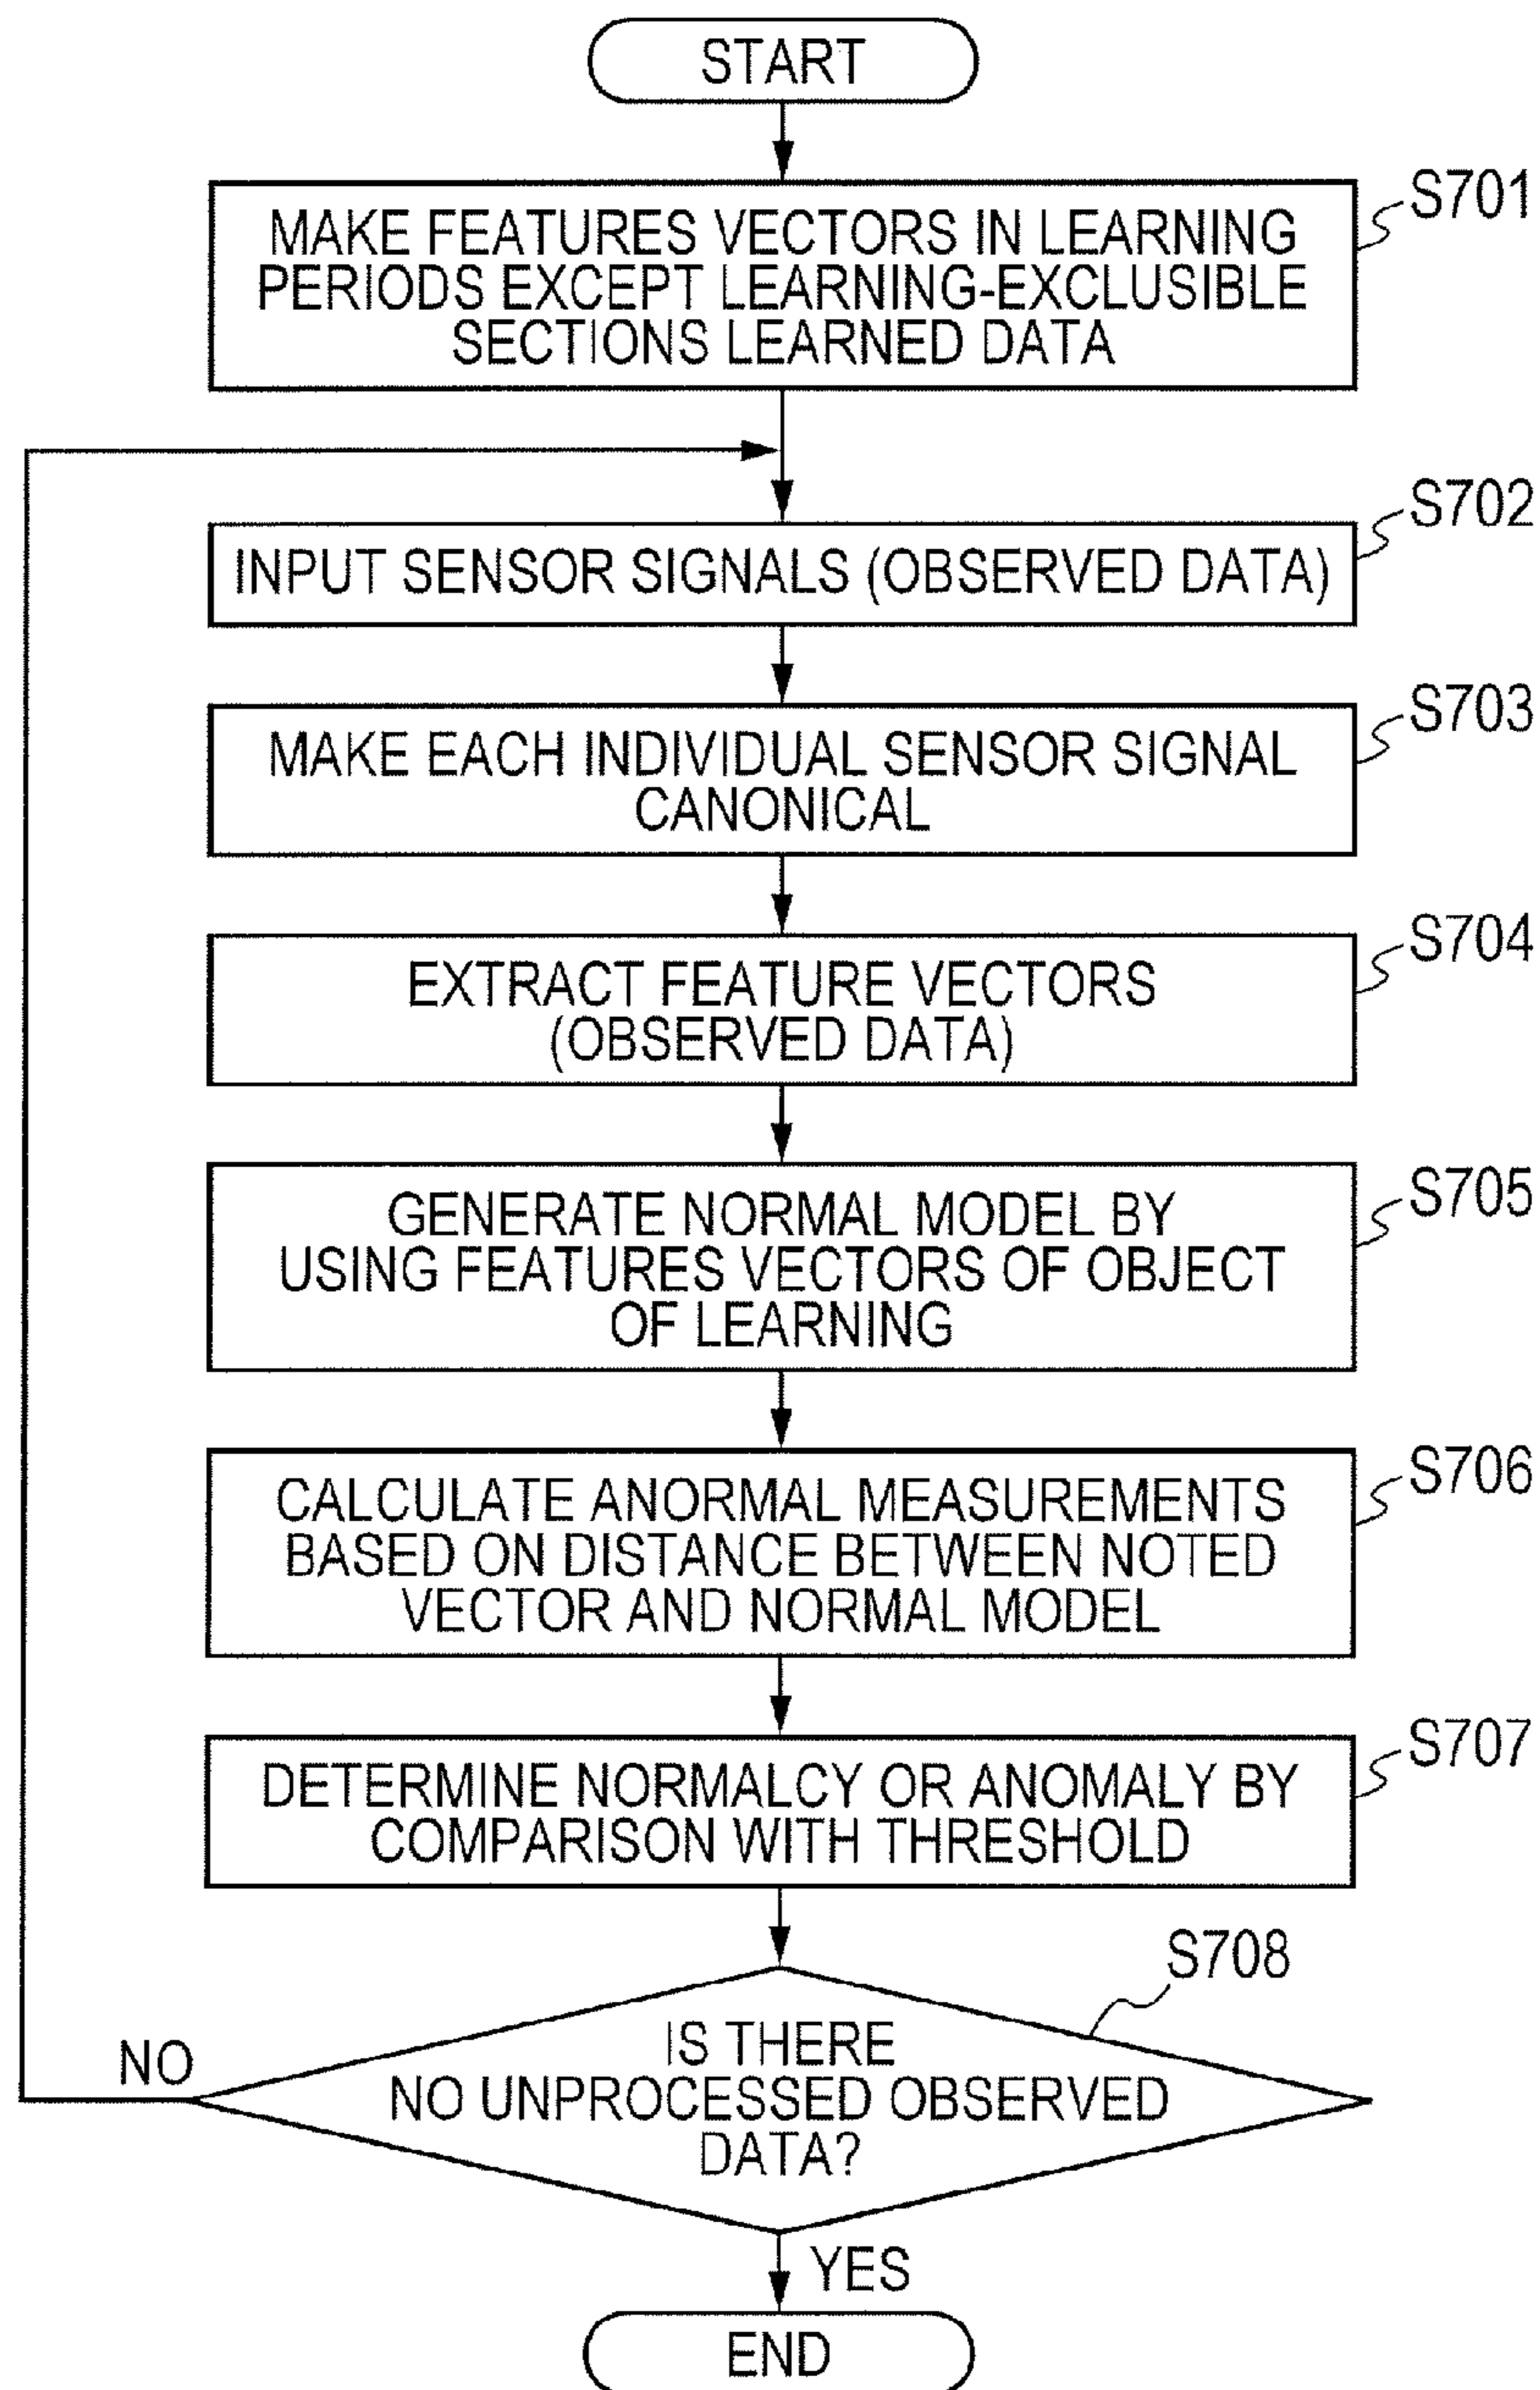 START
S701
MAKE FEATURES VECTORS IN LEARNING
PERIODS EXCEPT LEARNING-EXCLUSIBLE
SECTIONS LEARNED DATA
S702
INPUT SENSOR SIGNALS (OBSERVED DATA)
S703
MAKE EACH INDIVIDUAL SENSOR SIGNAL
CANONICAL
S704
EXTRACT FEATURE VECTORS
(OBSERVED DATA)
S705
GENERATE NORMAL MODEL BY
USING FEATURES VECTORS OF OBJECT
OF LEARNING
S706
CALCULATE ANORMAL MEASUREMENTS
BASED ON DISTANCE BETWEEN NOTED
VECTOR AND NORMAL MODEL
S707
DETERMINE NORMALCY OR ANOMALY BY
COMPARISON WITH THRESHOLD
S708
IS THERE
NO UNPROCESSED OBSERVED
DATA?
NO
YES
END